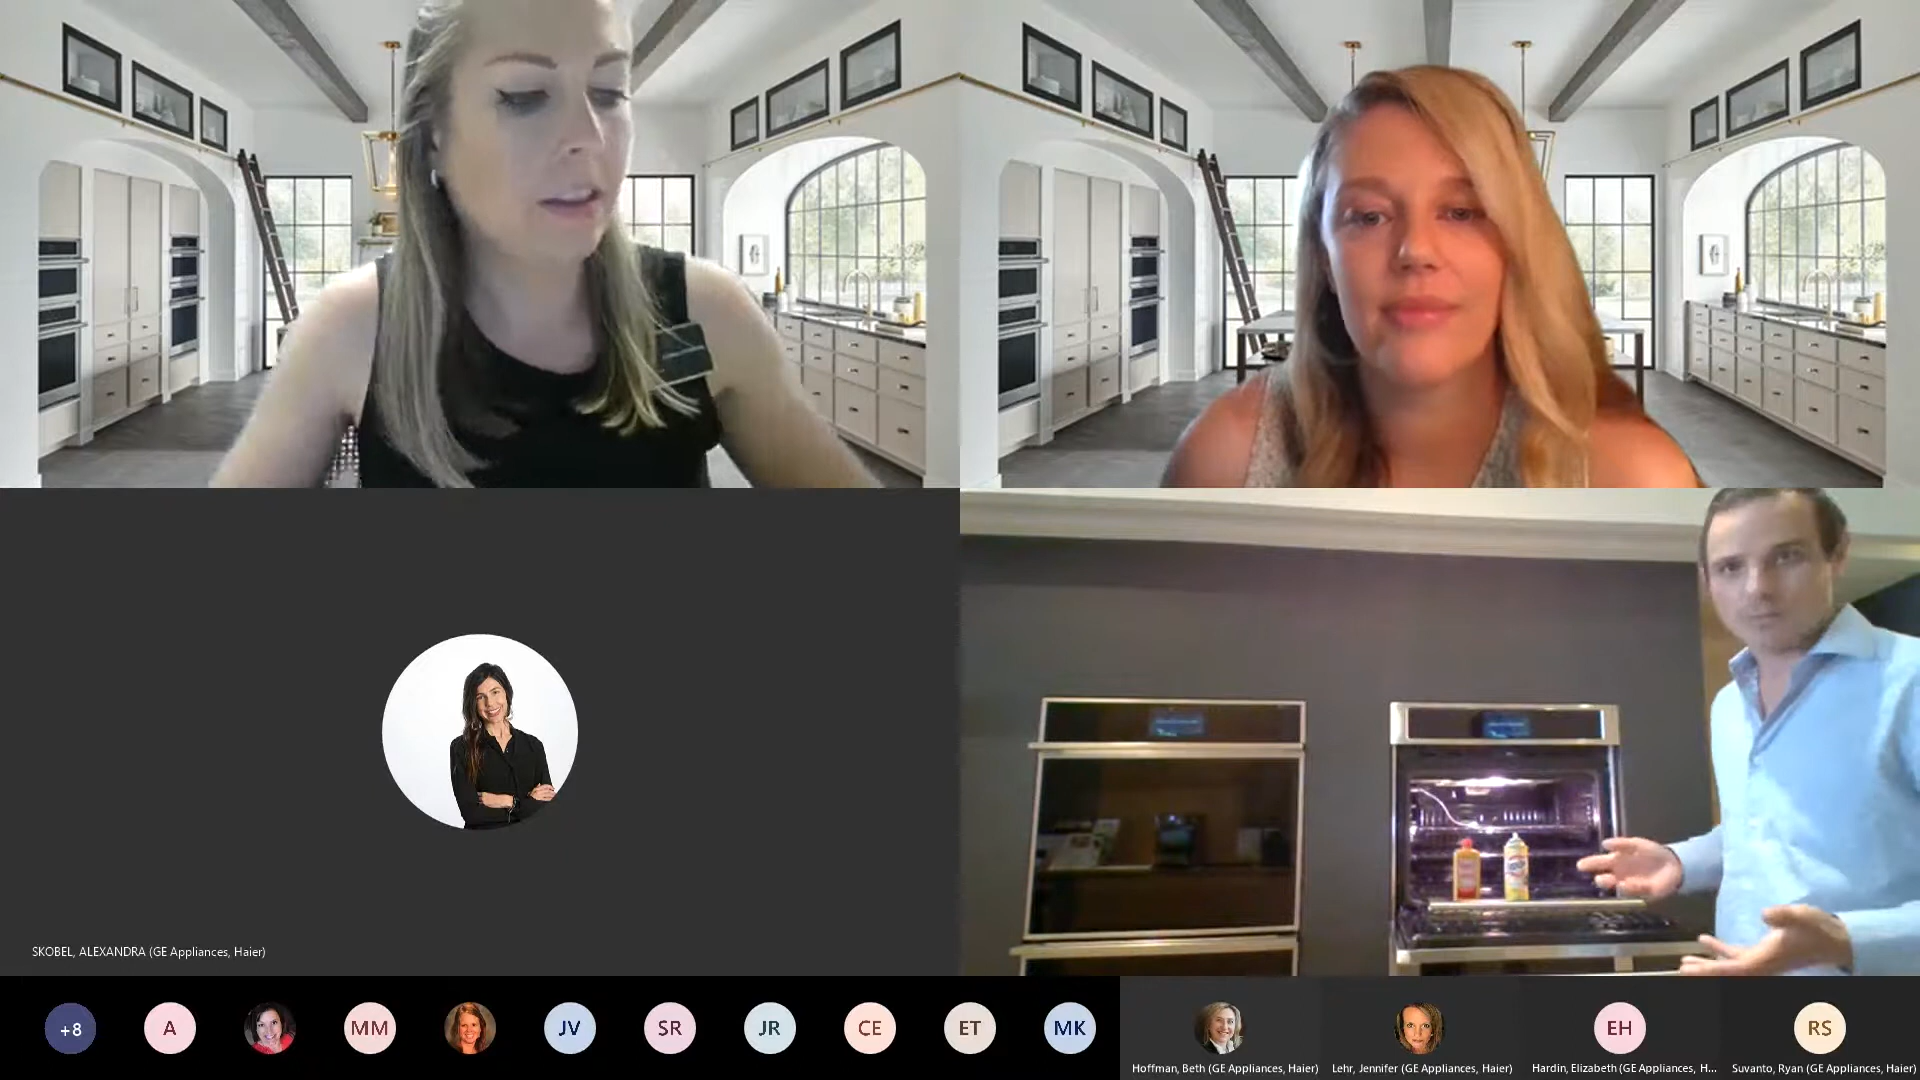 SKOBEL, ALEXANDRA (GE Appliances, Haier)
+8
A
MM
JV
SR
JR
CE
ET
MK
EH
RS
Hoffman, Beth (GE Appliances, Haier)
Lehr, Jennifer (GE Appliances, Haier)
Hardin, Elizabeth (GE Appliances, H...
Suvanto, Ryan (GE Appliances, Haier)